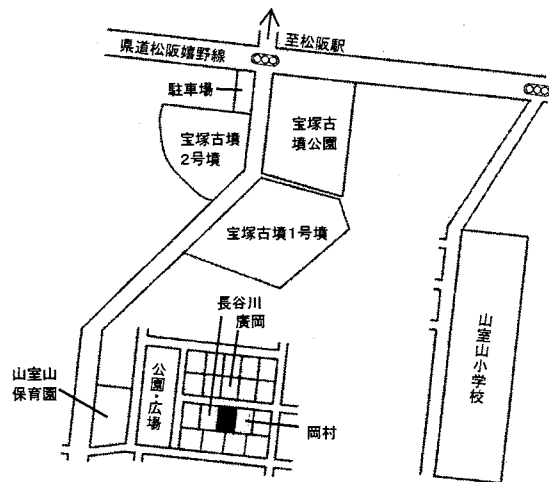 至松阪駅
県道松阪嬉野線
駐車場
宝塚古墳
2号墳
宝塚古
墳公園
宝塚古墳1号墳
長谷川
廣岡
山室山
保育園
公園・広場
岡村
山室山小学校